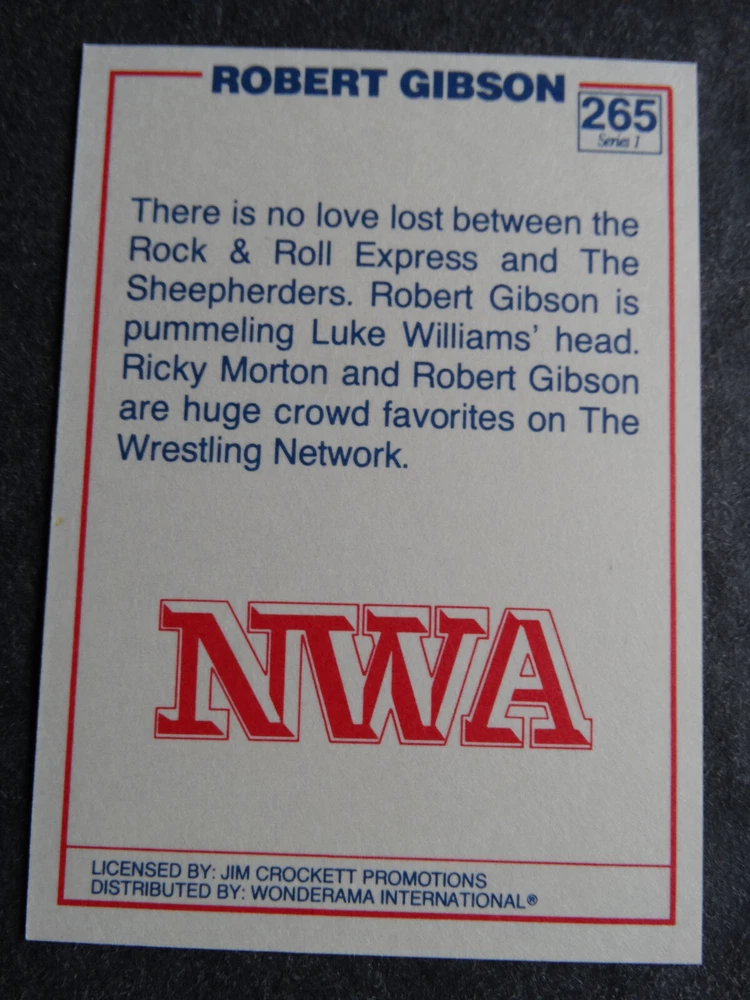 ROBERT GIBSON
265
Series 1
There is no love lost between the
Rock & Roll Express and The
Sheepherders. Robert Gibson is
pummeling Luke Williams' head.
Ricky Morton and Robert Gibson
are huge crowd favorites on The
Wrestling Network.
NWA
LICENSED BY: JIM CROCKETT PROMOTIONS
DISTRIBUTED BY: WONDERAMA INTERNATIONAL®